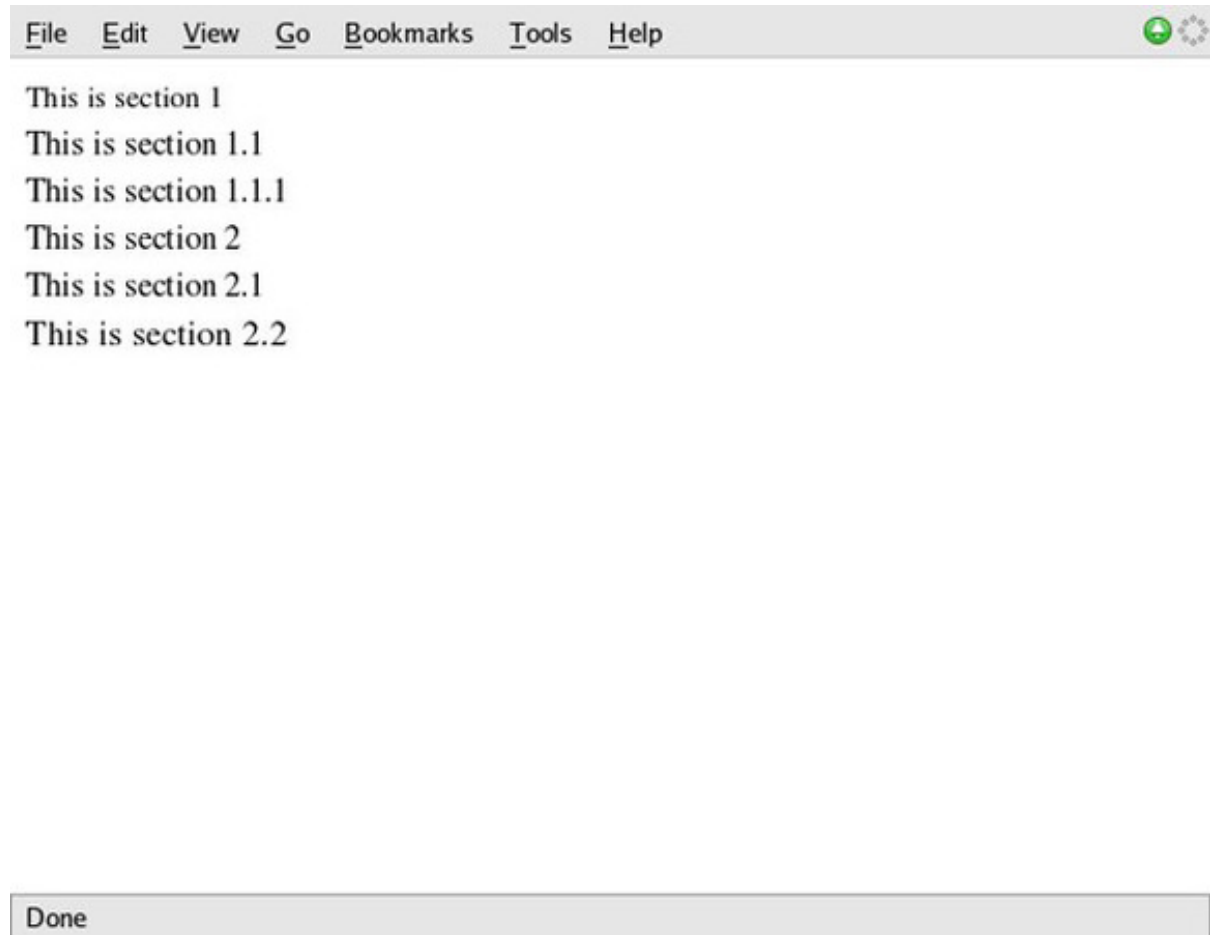 File Edit View Go Bookmarks Tools Help
This is section 1
This is section 1.1
This is section 1.1.1
This is section 2
This is section 2.1
This is section 2.2
Done